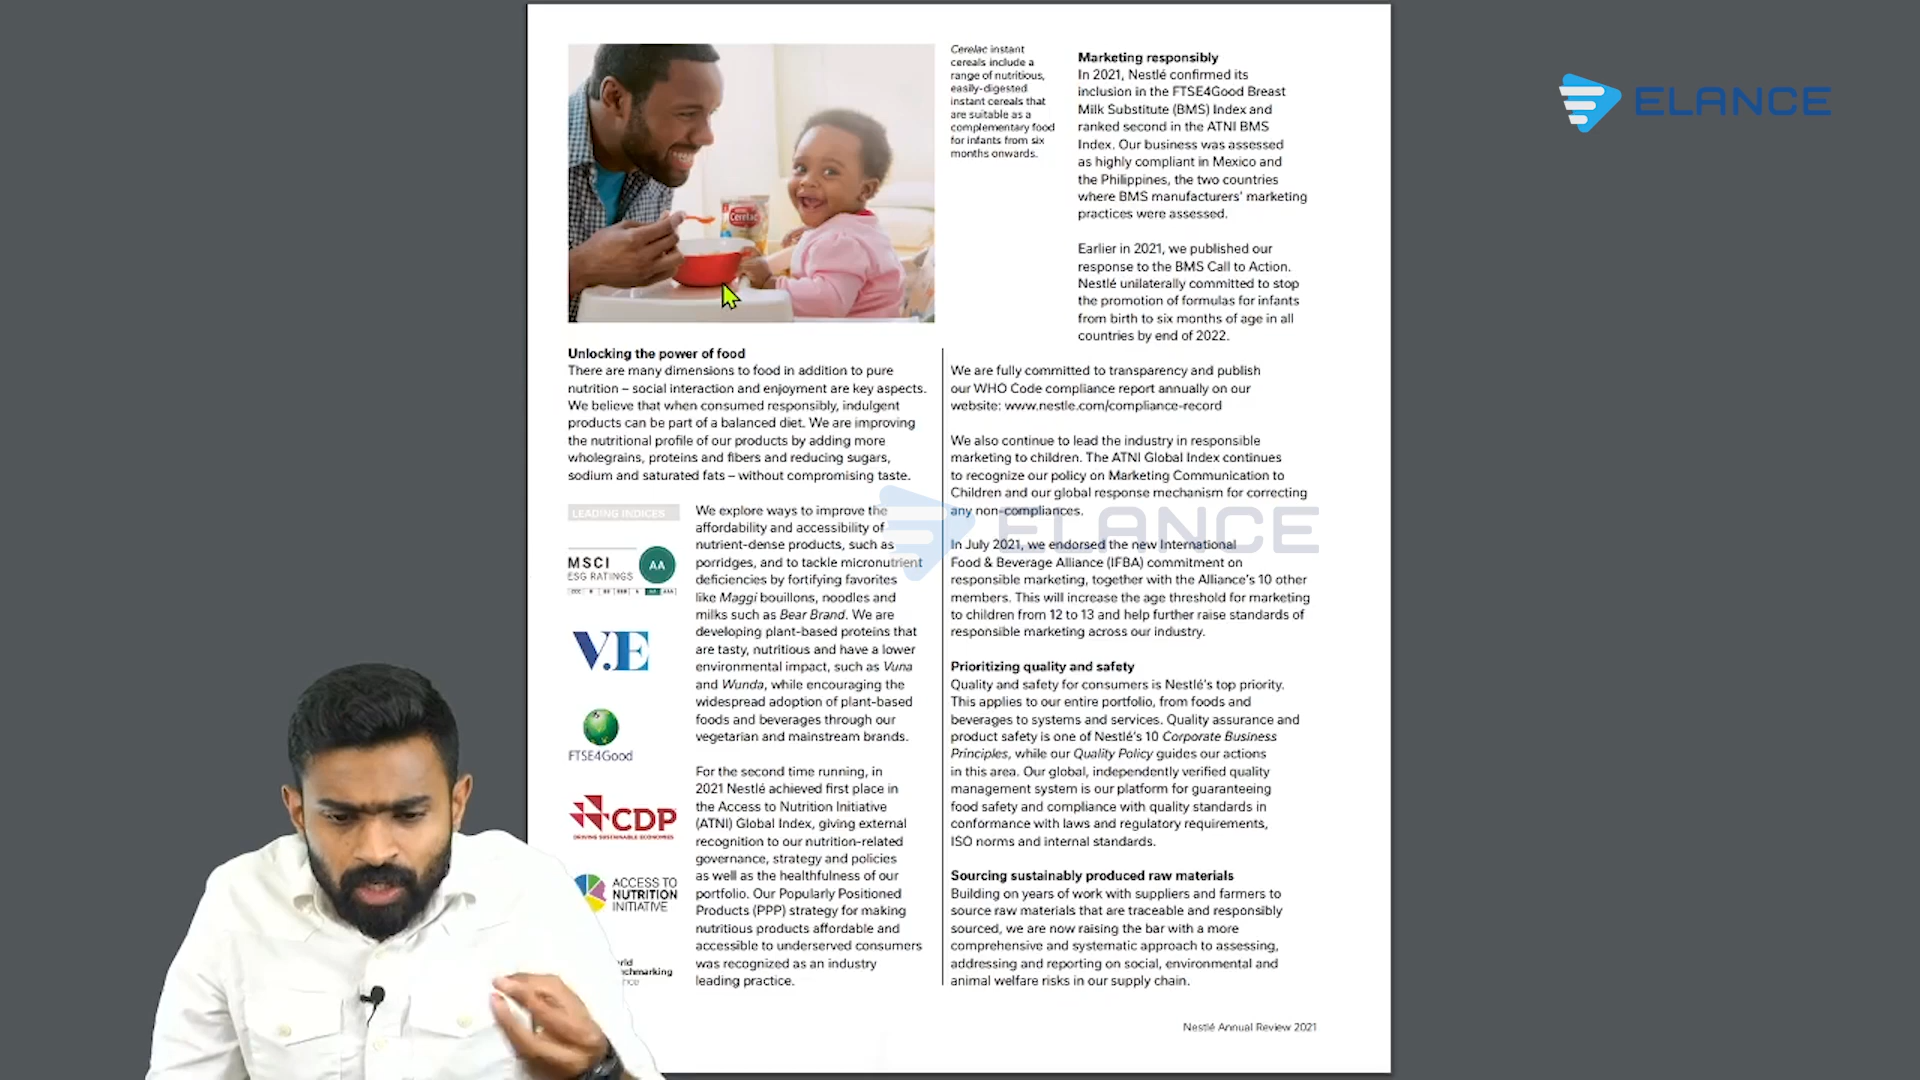 ELANCE
Cerelac instant
cereals include a
range of nutritious,
easily-digested
instant cereals that
are suitable as a
complementary food
for infants from six
months onwards.
Cerelac
Marketing responsibly
In 2021, Nestlé confirmed its
inclusion in the FTSE4Good Breast
Milk Substitute (BMS) Index and
ranked second in the ATNI BMS
Index. Our business was assessed
as highly compliant in Mexico and
the Philippines, the two countries
where BMS manufacturers' marketing
practices were assessed.
Earlier in 2021, we published our
response to the BMS Call to Action.
Nestlé unilaterally committed to stop
the promotion of formulas for infants
from birth to six months of age in all
countries by end of 2022.
Unlocking the power of food
There are many dimensions to food in addition to pure
nutrition – social interaction and enjoyment are key aspects.
We believe that when consumed responsibly, indulgent
products can be part of a balanced diet. We are improving
the nutritional profile of our products by adding more
wholegrains, proteins and fibers and reducing sugars,
sodium and saturated fats – without compromising taste.
LEADING INDICES
MSCI
ESG RATINGS
AA
CCC B BB BBB A AA AAA
V.E
FTSE4Good
CDP
DRIVING SUSTAINABLE ECONOMIES
ACCESS TO
NUTRITION
INITIATIVE
We explore ways to improve the
affordability and accessibility of
nutrient-dense products, such as
porridges, and to tackle micronutrient
deficiencies by fortifying favorites
like Maggi bouillons, noodles and
milks such as Bear Brand. We are
developing plant-based proteins that
are tasty, nutritious and have a lower
environmental impact, such as Vuna
and Wunda, while encouraging the
widespread adoption of plant-based
foods and beverages through our
vegetarian and mainstream brands.
For the second time running, in
2021 Nestlé achieved first place in
the Access to Nutrition Initiative
(ATNI) Global Index, giving external
recognition to our nutrition-related
governance, strategy and policies
as well as the healthfulness of our
portfolio. Our Popularly Positioned
Products (PPP) strategy for making
nutritious products affordable and
accessible to underserved consumers
was recognized as an industry
leading practice.
We are fully committed to transparency and publish
our WHO Code compliance report annually on our
website: www.nestle.com/compliance-record
We also continue to lead the industry in responsible
marketing to children. The ATNI Global Index continues
to recognize our policy on Marketing Communication to
Children and our global response mechanism for correcting
any non-compliances.
ELANCE
In July 2021, we endorsed the new International
Food & Beverage Alliance (IFBA) commitment on
responsible marketing, together with the Alliance's 10 other
members. This will increase the age threshold for marketing
to children from 12 to 13 and help further raise standards of
responsible marketing across our industry.
Prioritizing quality and safety
Quality and safety for consumers is Nestlé's top priority.
This applies to our entire portfolio, from foods and
beverages to systems and services. Quality assurance and
product safety is one of Nestlé's 10 Corporate Business
Principles, while our Quality Policy guides our actions
in this area. Our global, independently verified quality
management system is our platform for guaranteeing
food safety and compliance with quality standards in
conformance with laws and regulatory requirements,
ISO norms and internal standards.
Sourcing sustainably produced raw materials
Building on years of work with suppliers and farmers to
source raw materials that are traceable and responsibly
sourced, we are now raising the bar with a more
comprehensive and systematic approach to assessing,
addressing and reporting on social, environmental and
animal welfare risks in our supply chain.
Nestlé Annual Review 2021